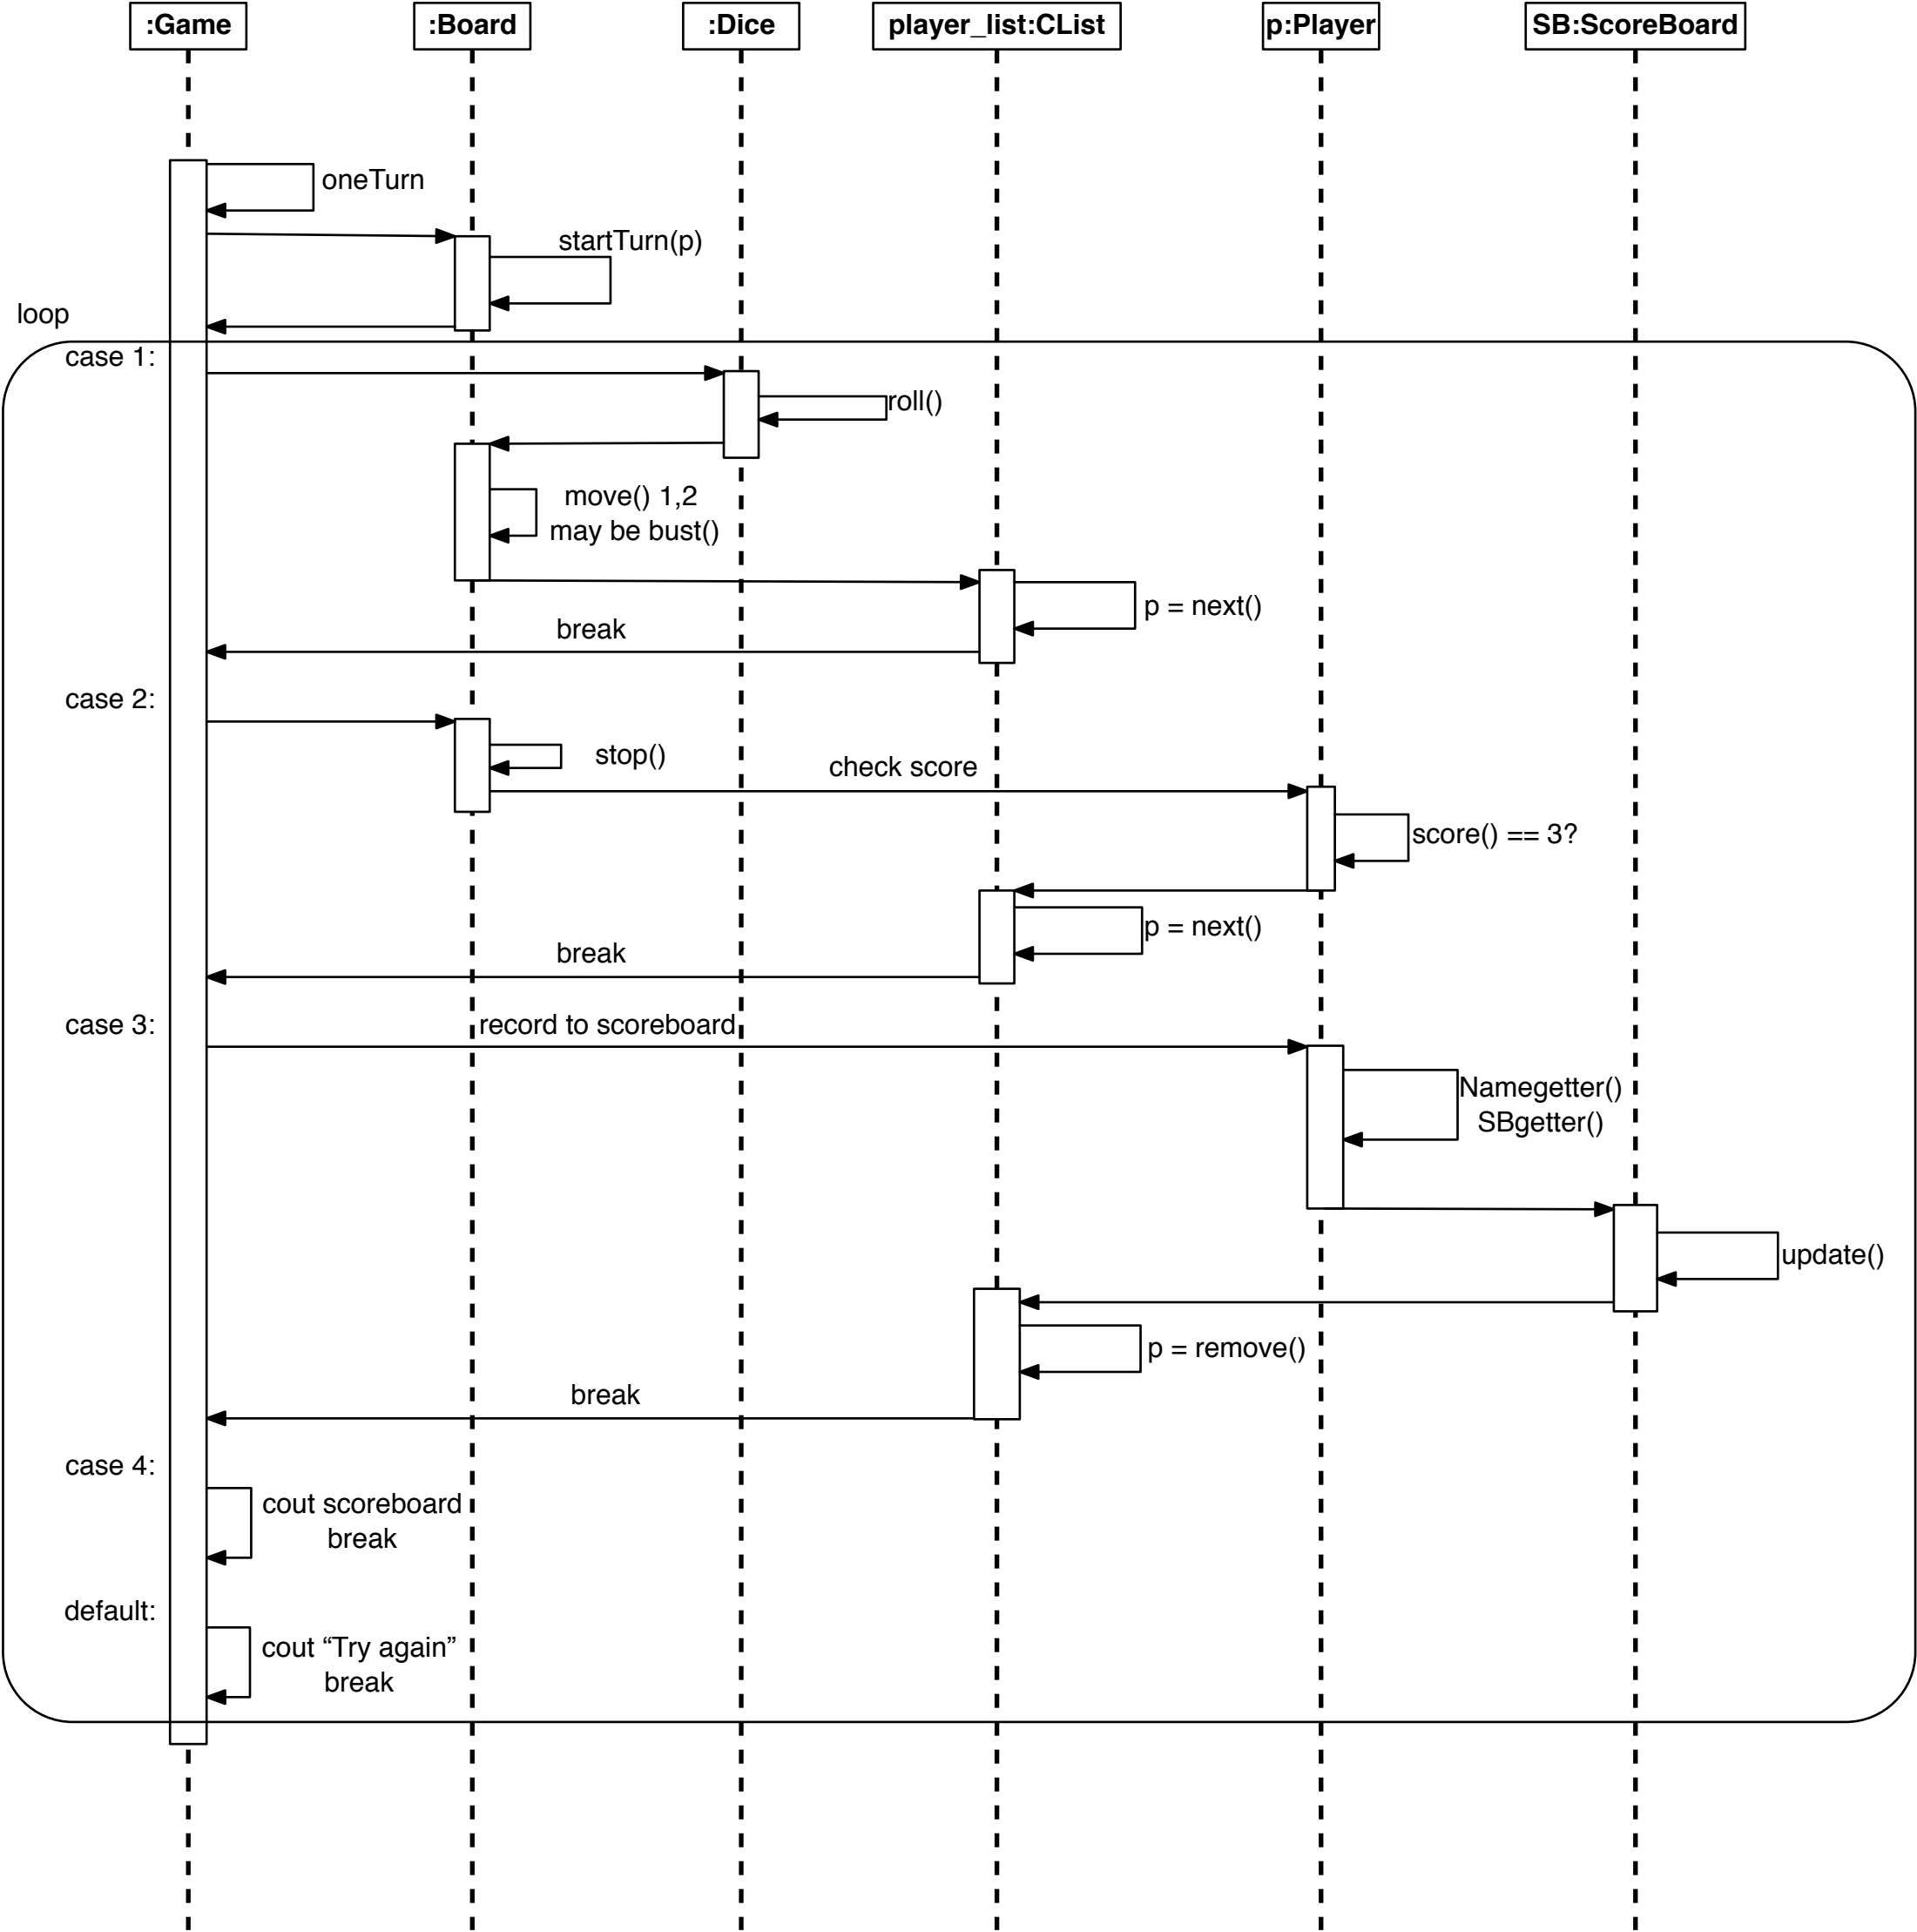 :Game
:Board
:Dice
player_list:CList
p:Player
SB:ScoreBoard
oneTurn
startTurn(p)
loop
case 1:
roll()
move() 1,2
may be bust()
p = next()
break
case 2:
stop()
check score
score() == 3?
p = next()
break
case 3:
record to scoreboard
Namegetter()
SBgetter()
update()
p = remove()
break
case 4:
cout scoreboard
break
default:
cout “Try again”
break